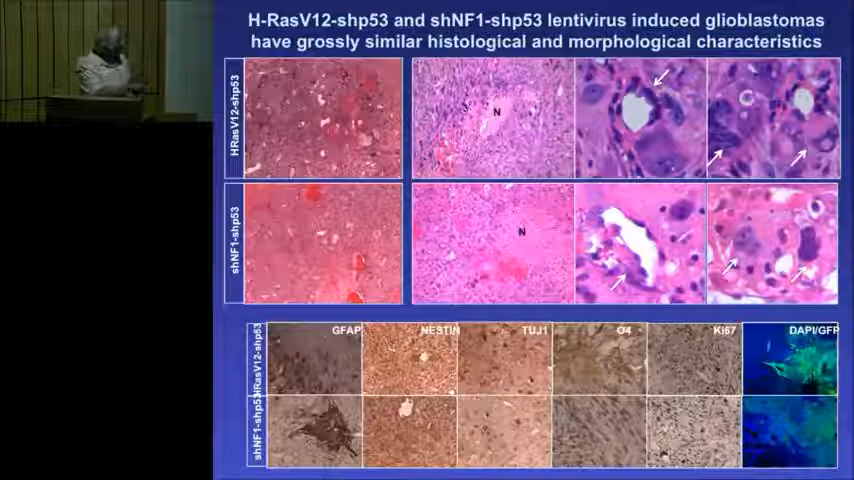 H-RasV12-shp53 and shNF1-shp53 lentivirus induced glioblastomas
have grossly similar histological and morphological characteristics
HRasV12-shp53
N
shNF1-shp53
N
HRasV12-shp53
GFAP
NESTIN
TUJ1
O4
KI67
DAPI/GFP
shNF1-shp53